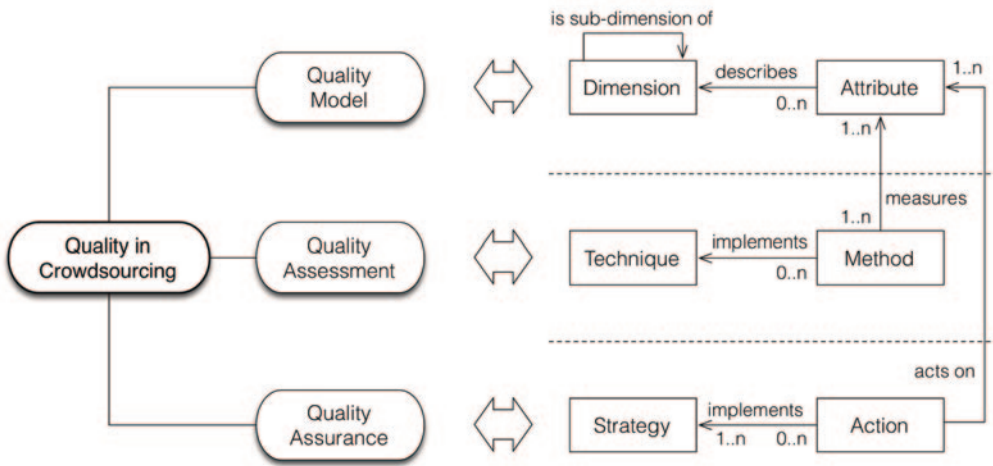 is sub-dimension of
Quality
Model
Dimension
describes
0..n
Attribute
1..n
1..n
measures
1..n
Quality in
Crowdsourcing
Quality
Assessment
Technique
implements
0..n
Method
acts on
Quality
Assurance
Strategy
implements
1..n
0..n
Action